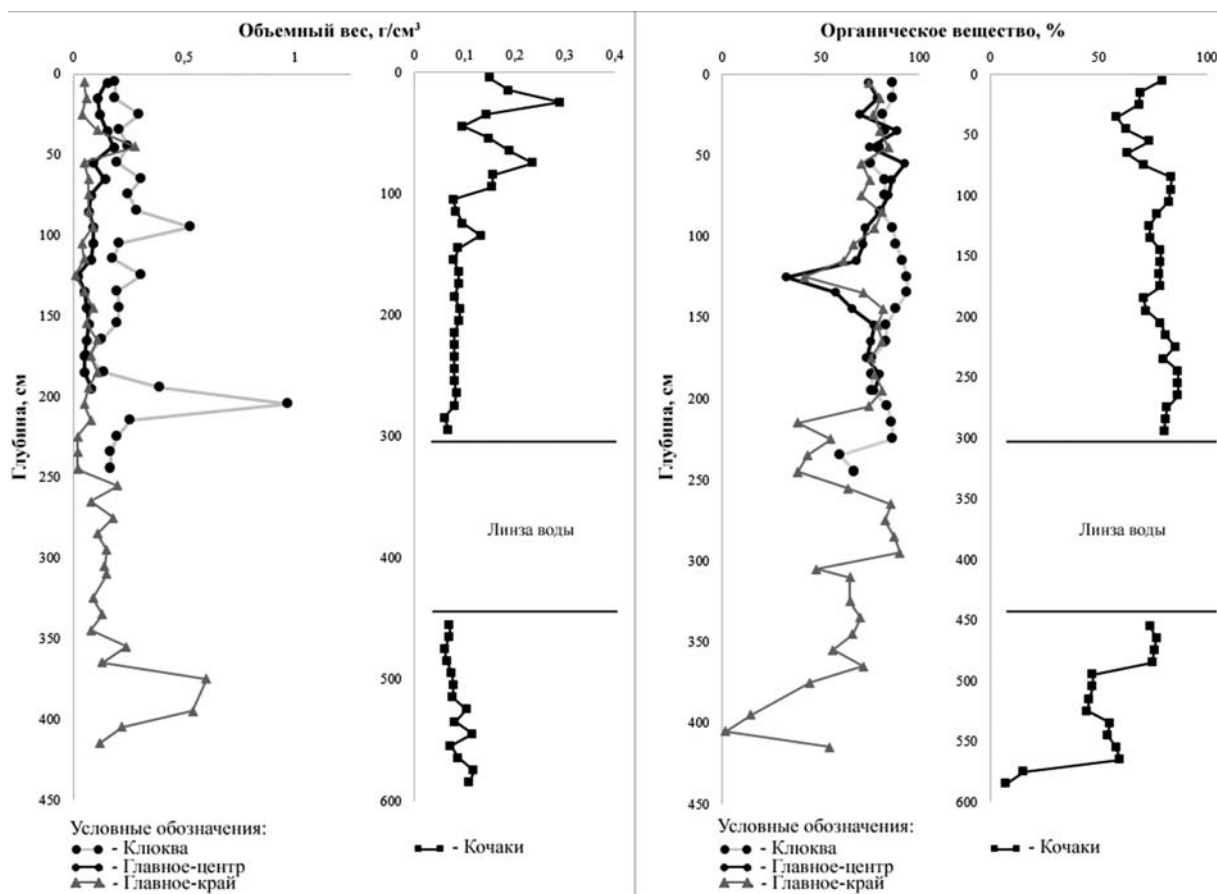 Объемный вес, г/см³
0 0,5 1
0 0,1 0,2 0,3 0,4
Глубина, см
0
50
100
150
200
250
300
350
400
450
0
100
200
300
400
500
600
Линза воды
Условные обозначения:
- Клюква
- Главное-центр
- Главное-край
- Кочаки
Органическое вещество, %
0 50 100
0 50 100
Глубина, см
0
50
100
150
200
250
300
350
400
450
0
50
100
150
200
250
300
350
400
450
500
550
600
Линза воды
Условные обозначения:
- Клюква
- Главное-центр
- Главное-край
- Кочаки